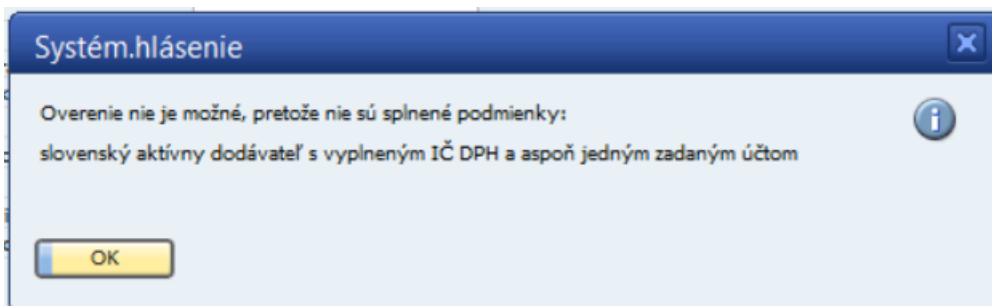 Systém.hlásenie
Overenie nie je možné, pretože nie sú splnené podmienky:
slovenský aktívny dodávateľ s vyplneným IČ DPH a aspoň jedným zadaným účtom
OK